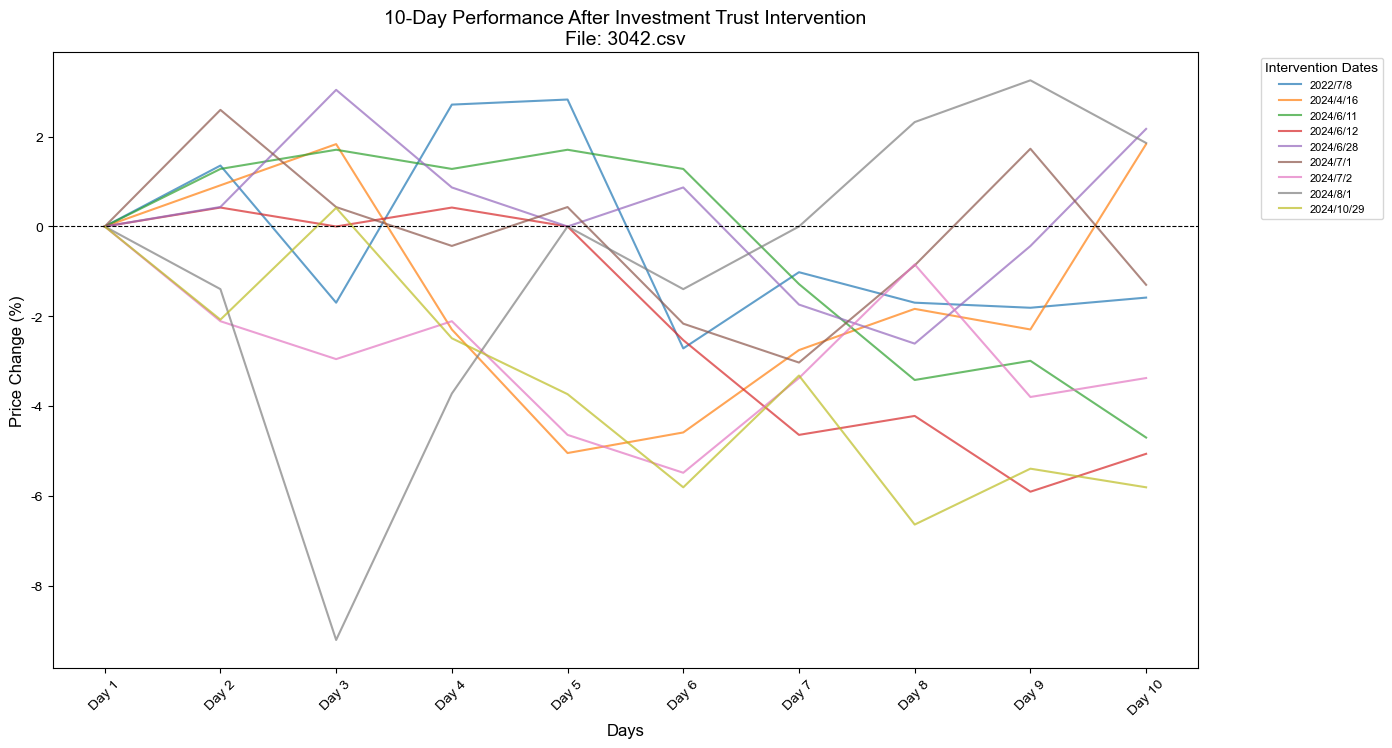 10-Day Performance After Investment Trust Intervention
File: 3042.csv
Price Change (%)
2
0
-2
-4
-6
-8
Day 1
Day 2
Day 3
Day 4
Day 5
Day 6
Day 7
Day 8
Day 9
Day 10
Days
Intervention Dates
2022/7/8
2024/4/16
2024/6/11
2024/6/12
2024/6/28
2024/7/1
2024/7/2
2024/8/1
2024/10/29